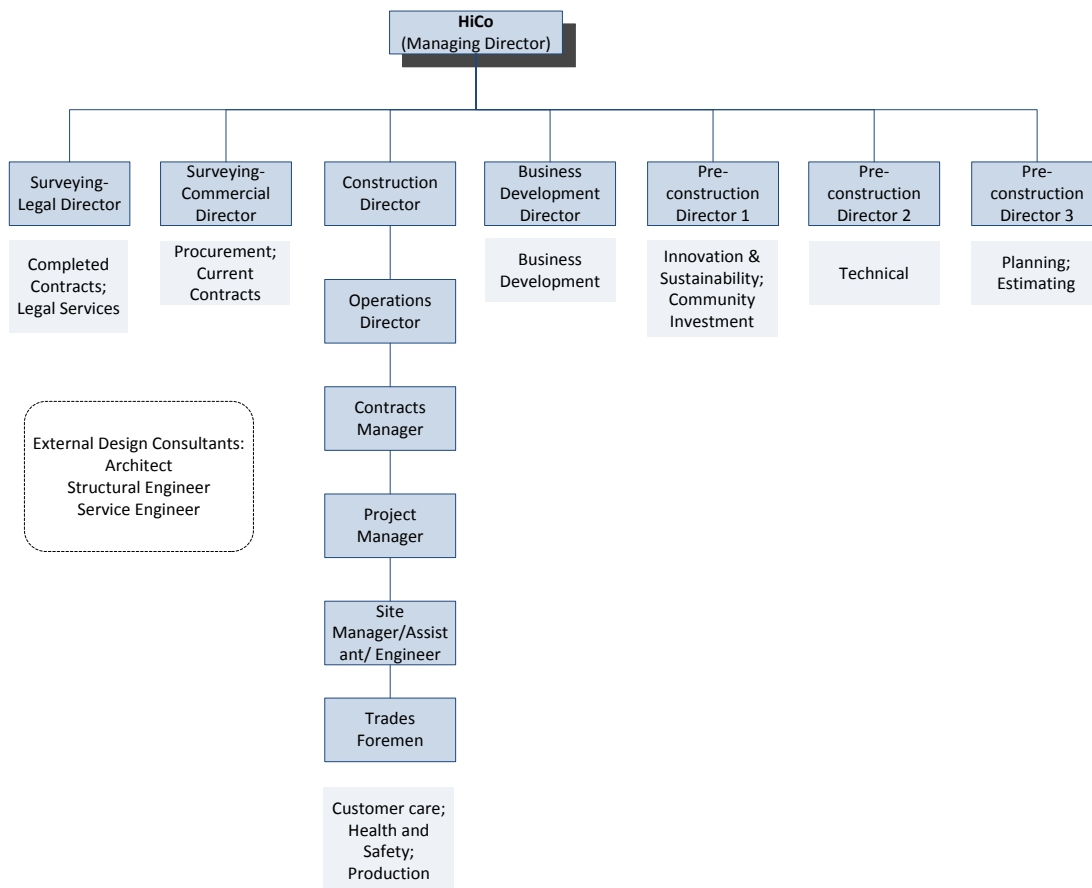 HiCo
(Managing Director)
Surveying-
Legal Director
Surveying-
Commercial
Director
Construction
Director
Business
Development
Director
Pre-
construction
Director 1
Pre-
construction
Director 2
Pre-
construction
Director 3
Completed
Contracts;
Legal Services
Procurement;
Current
Contracts
Business
Development
Innovation &
Sustainability;
Community
Investment
Technical
Planning;
Estimating
Operations
Director
Contracts
Manager
External Design Consultants:
Architect
Structural Engineer
Service Engineer
Project
Manager
Site
Manager/Assist
ant/ Engineer
Trades
Foremen
Customer care;
Health and
Safety;
Production